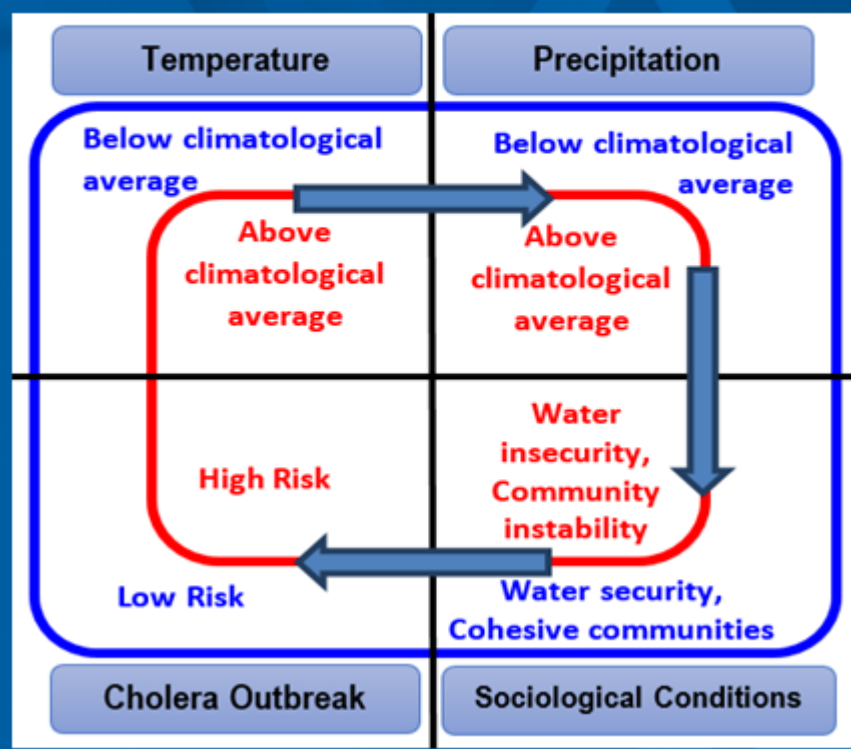 Temperature
Precipitation
Below climatological
average
Below climatological
average
Above
climatological
average
Above
climatological
average
High Risk
Water
insecurity,
Community
instability
Low Risk
Water security,
Cohesive communities
Cholera Outbreak
Sociological Conditions